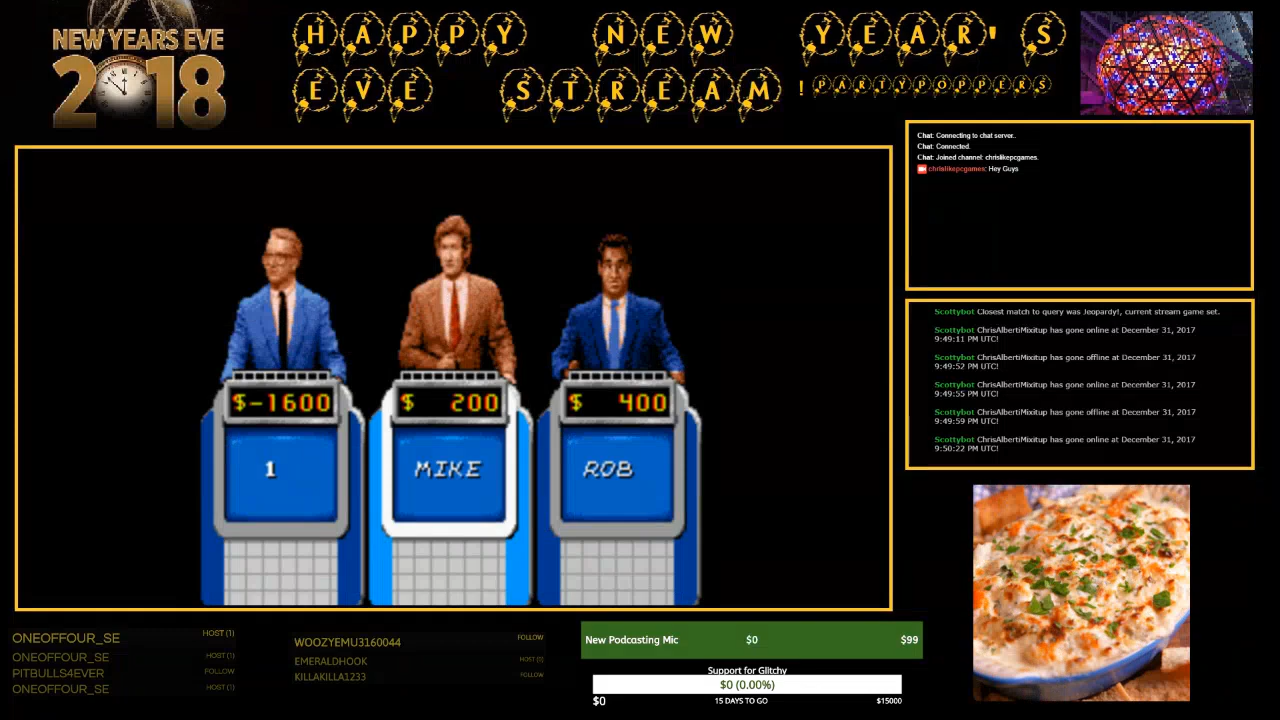 NEW YEARS EVE
2018
HAPPY NEW YEAR'S
EVE STREAM !PARTYPOPPERS
Chat: Connecting to chat server..
Chat: Connected.
Chat: Joined channel: chrislikepcgames.
chrislikepcgames: Hey Guys
$-1600
$ 200
$ 400
1
MIKE
ROB
Scottybot Closest match to query was Jeopardy!, current stream game set.
Scottybot ChrisAlbertiMixitup has gone online at December 31, 2017
9:49:11 PM UTC!
Scottybot ChrisAlbertiMixitup has gone offline at December 31, 2017
9:49:52 PM UTC!
Scottybot ChrisAlbertiMixitup has gone online at December 31, 2017
9:49:55 PM UTC!
Scottybot ChrisAlbertiMixitup has gone offline at December 31, 2017
9:49:59 PM UTC!
Scottybot ChrisAlbertiMixitup has gone online at December 31, 2017
9:50:22 PM UTC!
ONEOFFOUR_SE HOST (1)
ONEOFFOUR_SE HOST (1)
PITBULLS4EVER FOLLOW
ONEOFFOUR_SE HOST (1)
WOOZYEMU3160044 FOLLOW
EMERALDHOOK HOST (0)
KILLAKILLA1233 FOLLOW
New Podcasting Mic $0 $99
Support for Glitchy
$0 (0.00%)
$0 15 DAYS TO GO $15000